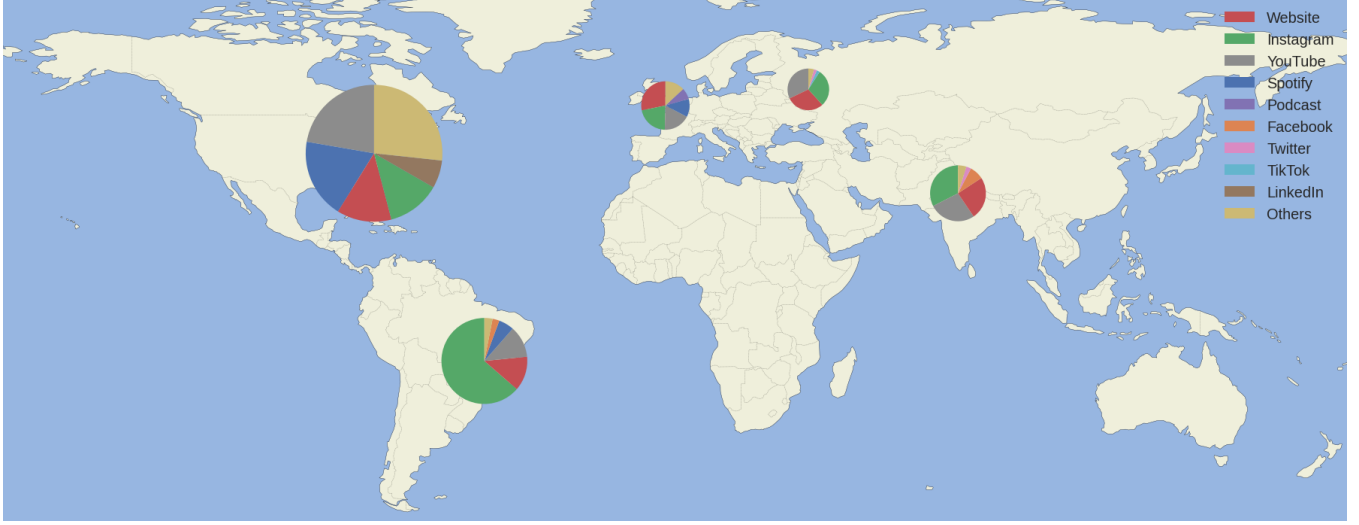 Website
Instagram
YouTube
Spotify
Podcast
Facebook
Twitter
TikTok
LinkedIn
Others